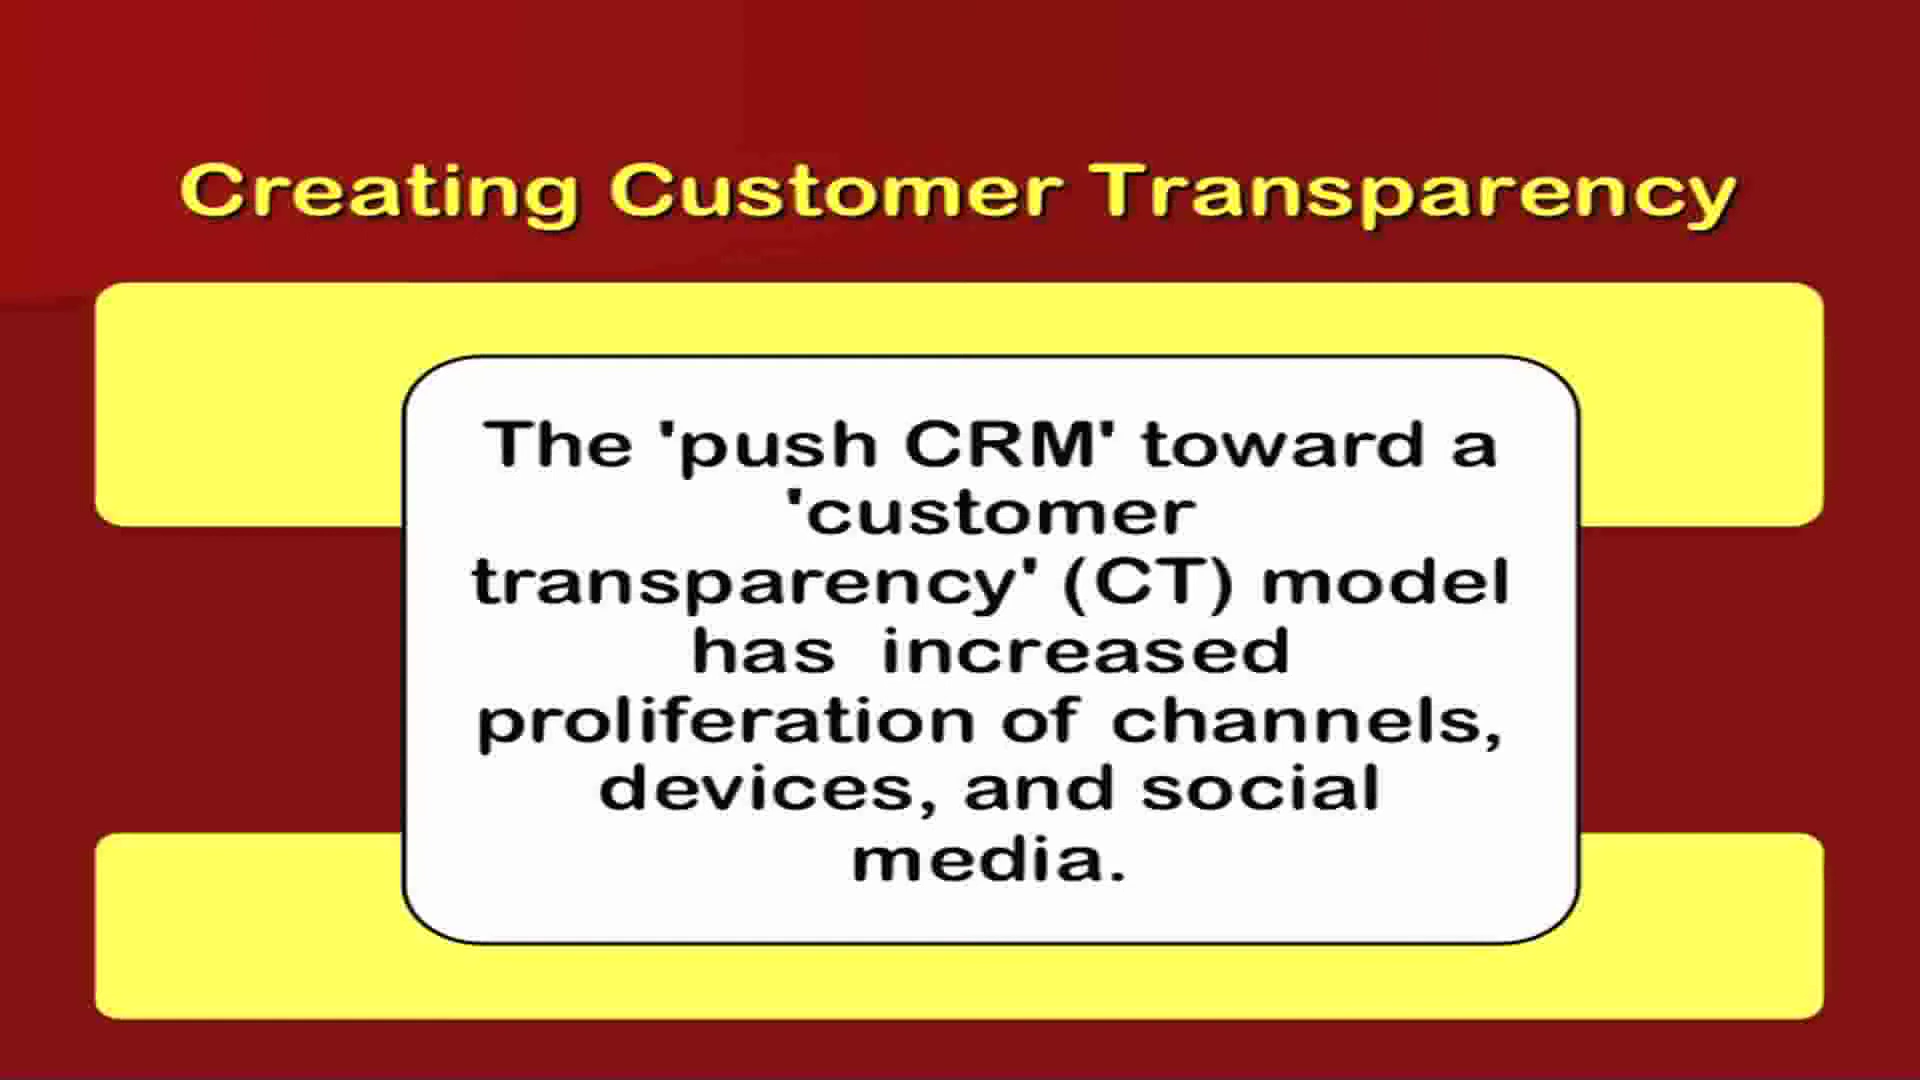 Creating Customer Transparency
The 'push CRM' toward a
'customer
transparency' (CT) model
has  increased
proliferation of channels,
devices, and social
media.